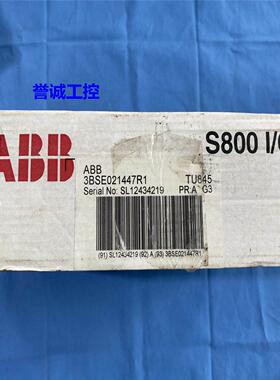 誉诚工控
ABB
S800 I/O
ABB
3BSE021447R1 TU845
Serial No: SL12434219 PR:A G3
(91) SL12434219 (92) A (93) 3BSE021447R1